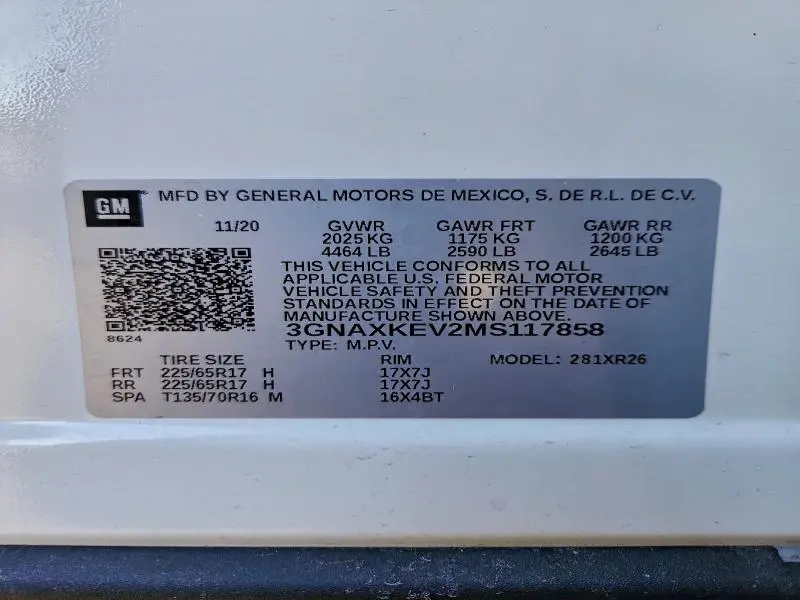 GM® MFD BY GENERAL MOTORS DE MEXICO, S. DE R.L. DE C.V.
11/20 GVWR GAWR FRT GAWR RR
2025 KG 1175 KG 1200 KG
4464 LB 2590 LB 2645 LB
THIS VEHICLE CONFORMS TO ALL
APPLICABLE U.S. FEDERAL MOTOR
VEHICLE SAFETY AND THEFT PREVENTION
STANDARDS IN EFFECT ON THE DATE OF
MANUFACTURE SHOWN ABOVE.
3GNAXKEV2MS117858
8624
TYPE: M.P.V.
TIRE SIZE RIM MODEL: 281XR26
FRT 225/65R17 H 17X7J
RR 225/65R17 H 17X7J
SPA T135/70R16 M 16X4BT